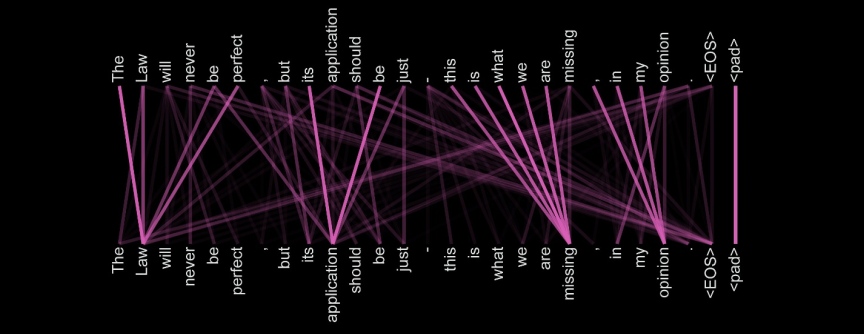 The Law will never be perfect , but its application should be just - this is what we are missing , in my opinion . <EOS> <pad>
The Law will never be perfect , but its application should be just - this is what we are missing , in my opinion . <EOS> <pad>